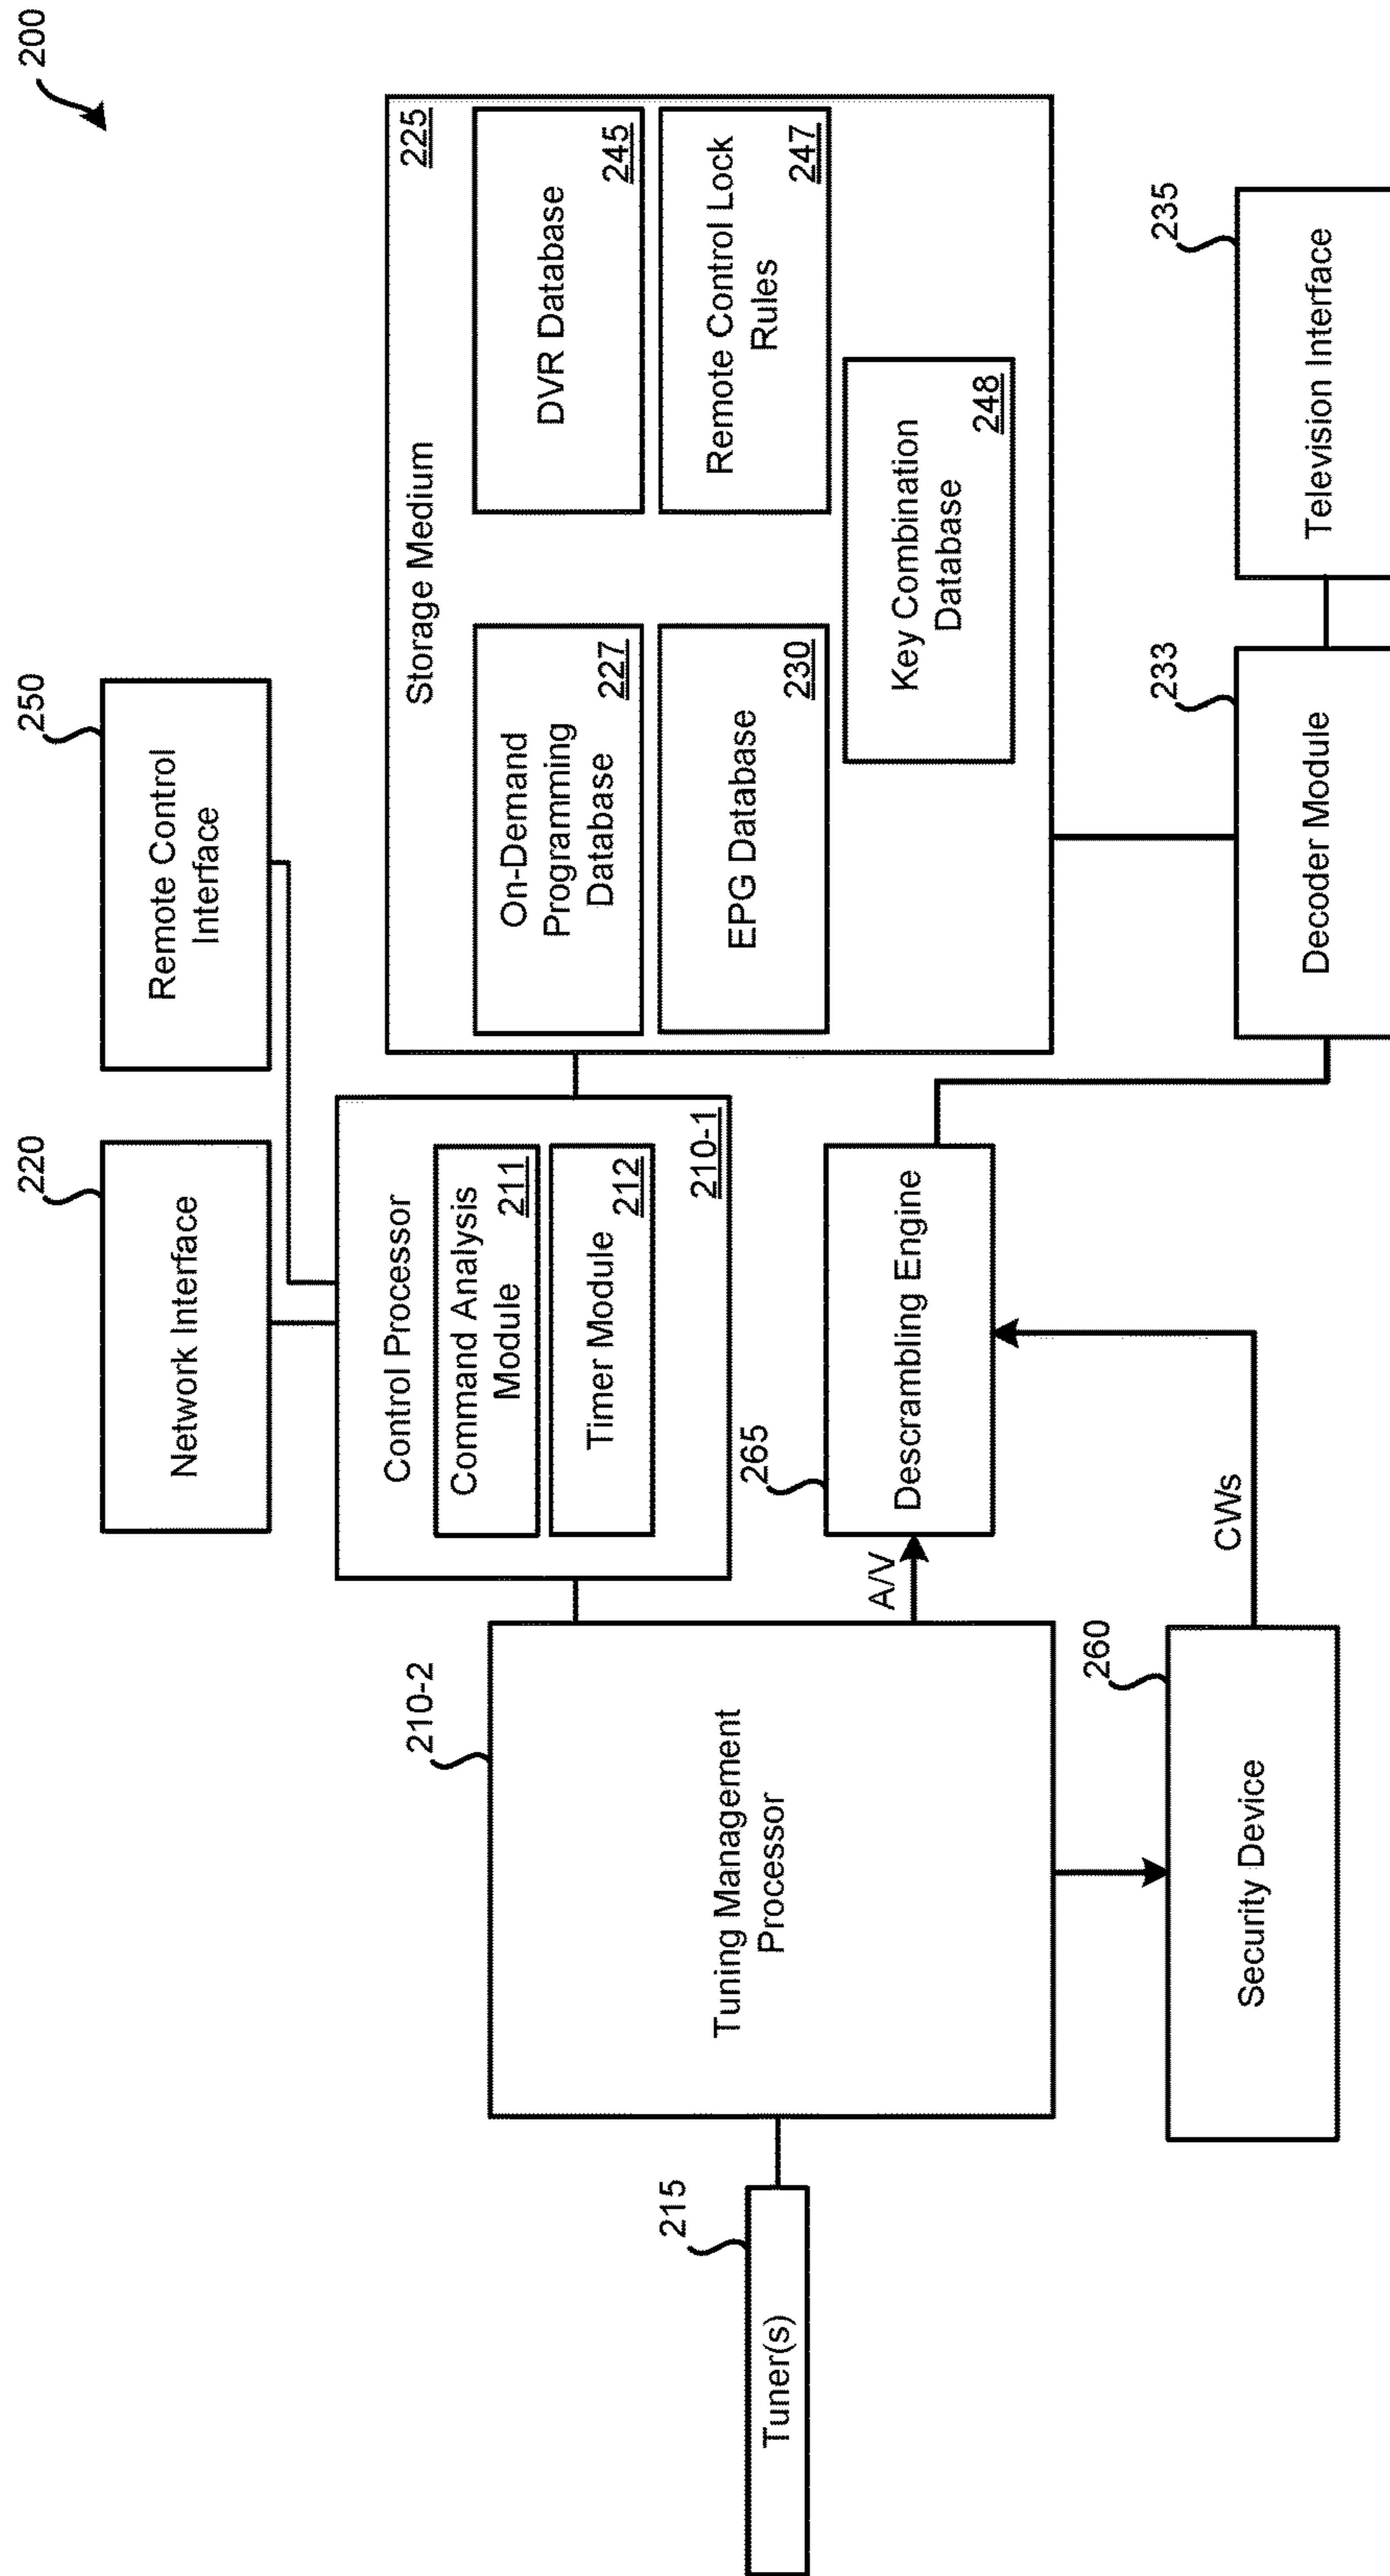 200
220
Network Interface
250
Remote Control
Interface
210-2
Tuning Management
Processor
Control Processor
Command Analysis
Module
211
Timer Module
212
210-1
Storage Medium
225
On-Demand
Programming
Database
227
DVR Database
245
EPG Database
230
Remote Control Lock
Rules
247
Key Combination
Database
248
215
Tuner(s)
A/V
265
Descrambling Engine
260
Security Device
CWs
233
Decoder Module
235
Television Interface